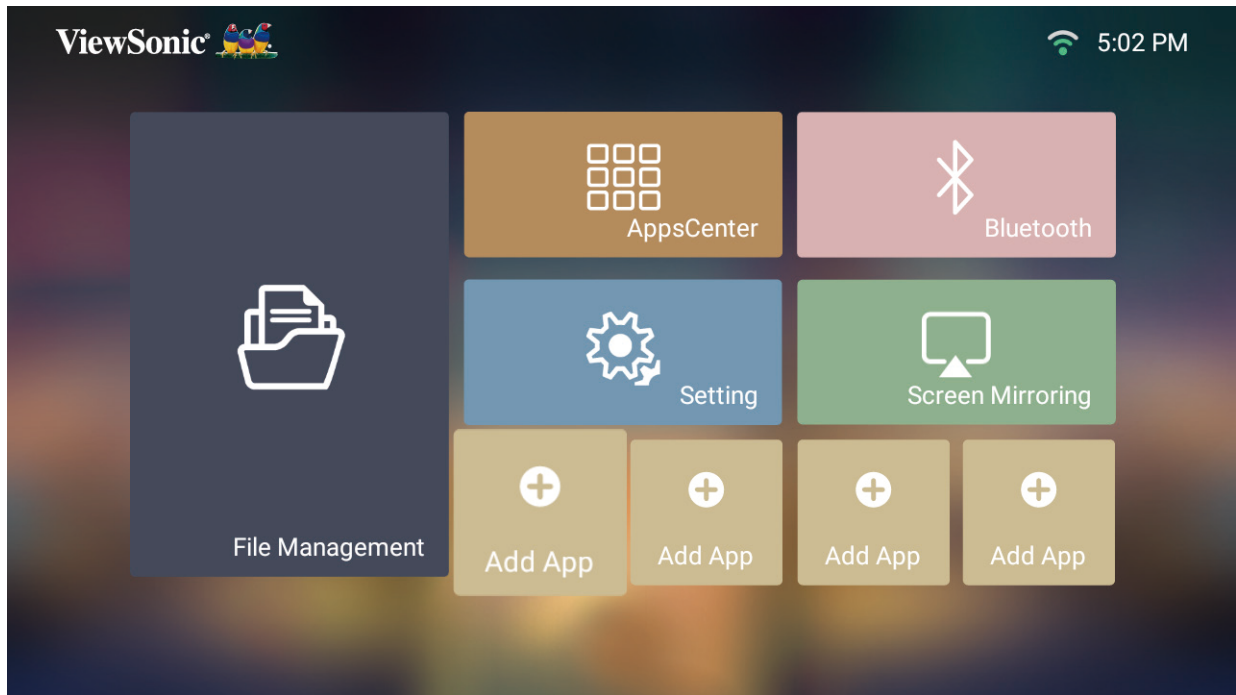 ViewSonic®
5:02 PM
AppsCenter
Bluetooth
Setting
Screen Mirroring
File Management
Add App
Add App
Add App
Add App